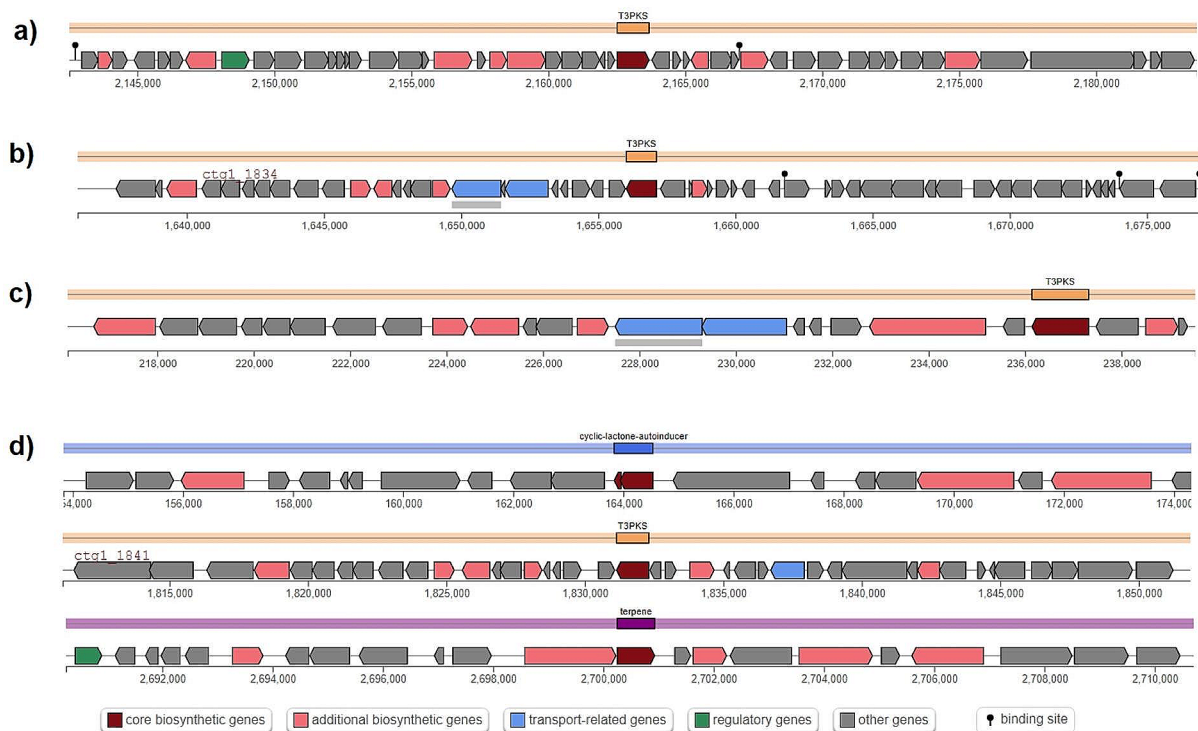 a)
T3PKS
2,145,000 2,150,000 2,155,000 2,160,000 2,165,000 2,170,000 2,175,000 2,180,000
b)
T3PKS
ctg1_1834
1,640,000 1,645,000 1,650,000 1,655,000 1,660,000 1,665,000 1,670,000 1,675,000
c)
T3PKS
218,000 220,000 222,000 224,000 226,000 228,000 230,000 232,000 234,000 236,000 238,000
d)
cyclic-lactone-autoinducer
54,000 156,000 158,000 160,000 162,000 164,000 166,000 168,000 170,000 172,000 174,000
T3PKS
ctg1_1841
1,815,000 1,820,000 1,825,000 1,830,000 1,835,000 1,840,000 1,845,000 1,850,000
terpene
2,692,000 2,694,000 2,696,000 2,698,000 2,700,000 2,702,000 2,704,000 2,706,000 2,708,000 2,710,000
core biosynthetic genes additional biosynthetic genes transport-related genes regulatory genes other genes binding site